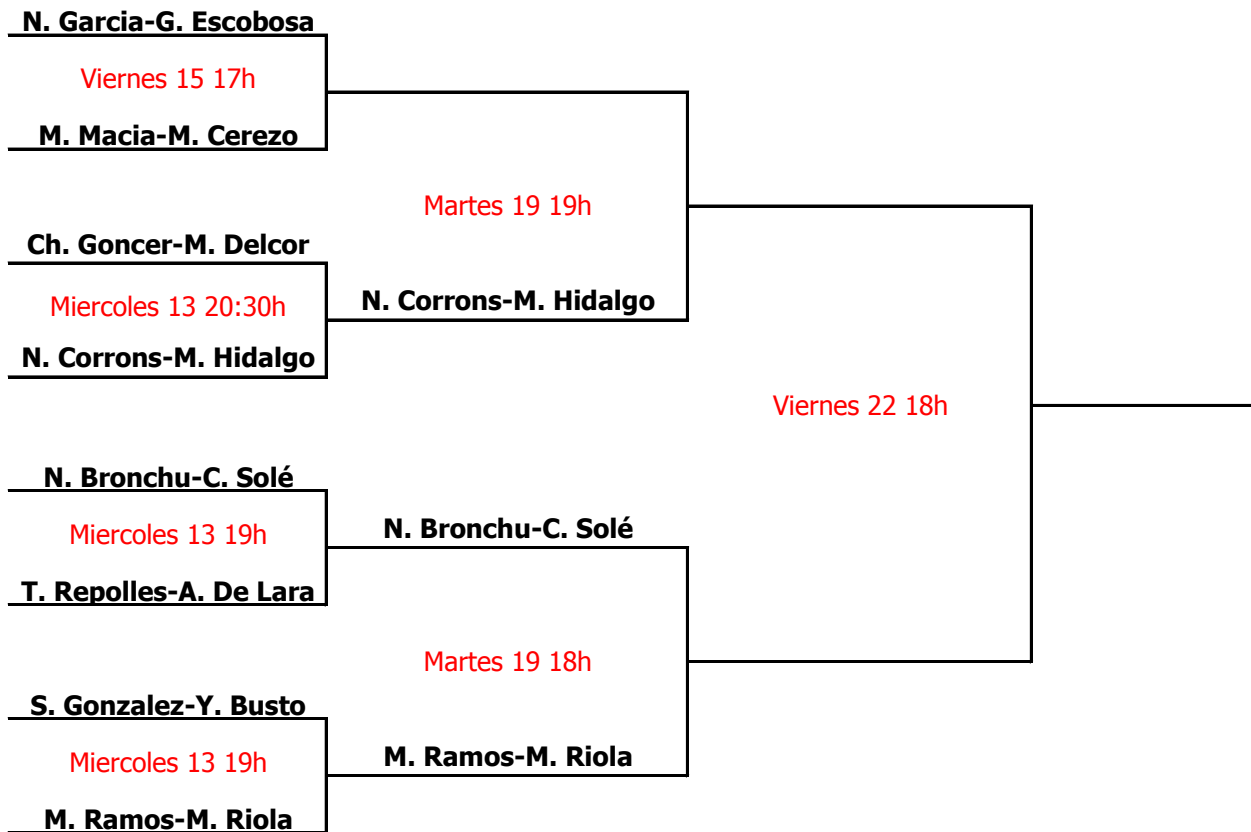 N. Garcia-G. Escobosa
Viernes 15 17h
M. Macia-M. Cerezo
Martes 19 19h
Ch. Goncer-M. Delcor
Miercoles 13 20:30h
N. Corrons-M. Hidalgo
N. Corrons-M. Hidalgo
Viernes 22 18h
N. Bronchu-C. Solé
Miercoles 13 19h
N. Bronchu-C. Solé
T. Repolles-A. De Lara
Martes 19 18h
S. Gonzalez-Y. Busto
Miercoles 13 19h
M. Ramos-M. Riola
M. Ramos-M. Riola